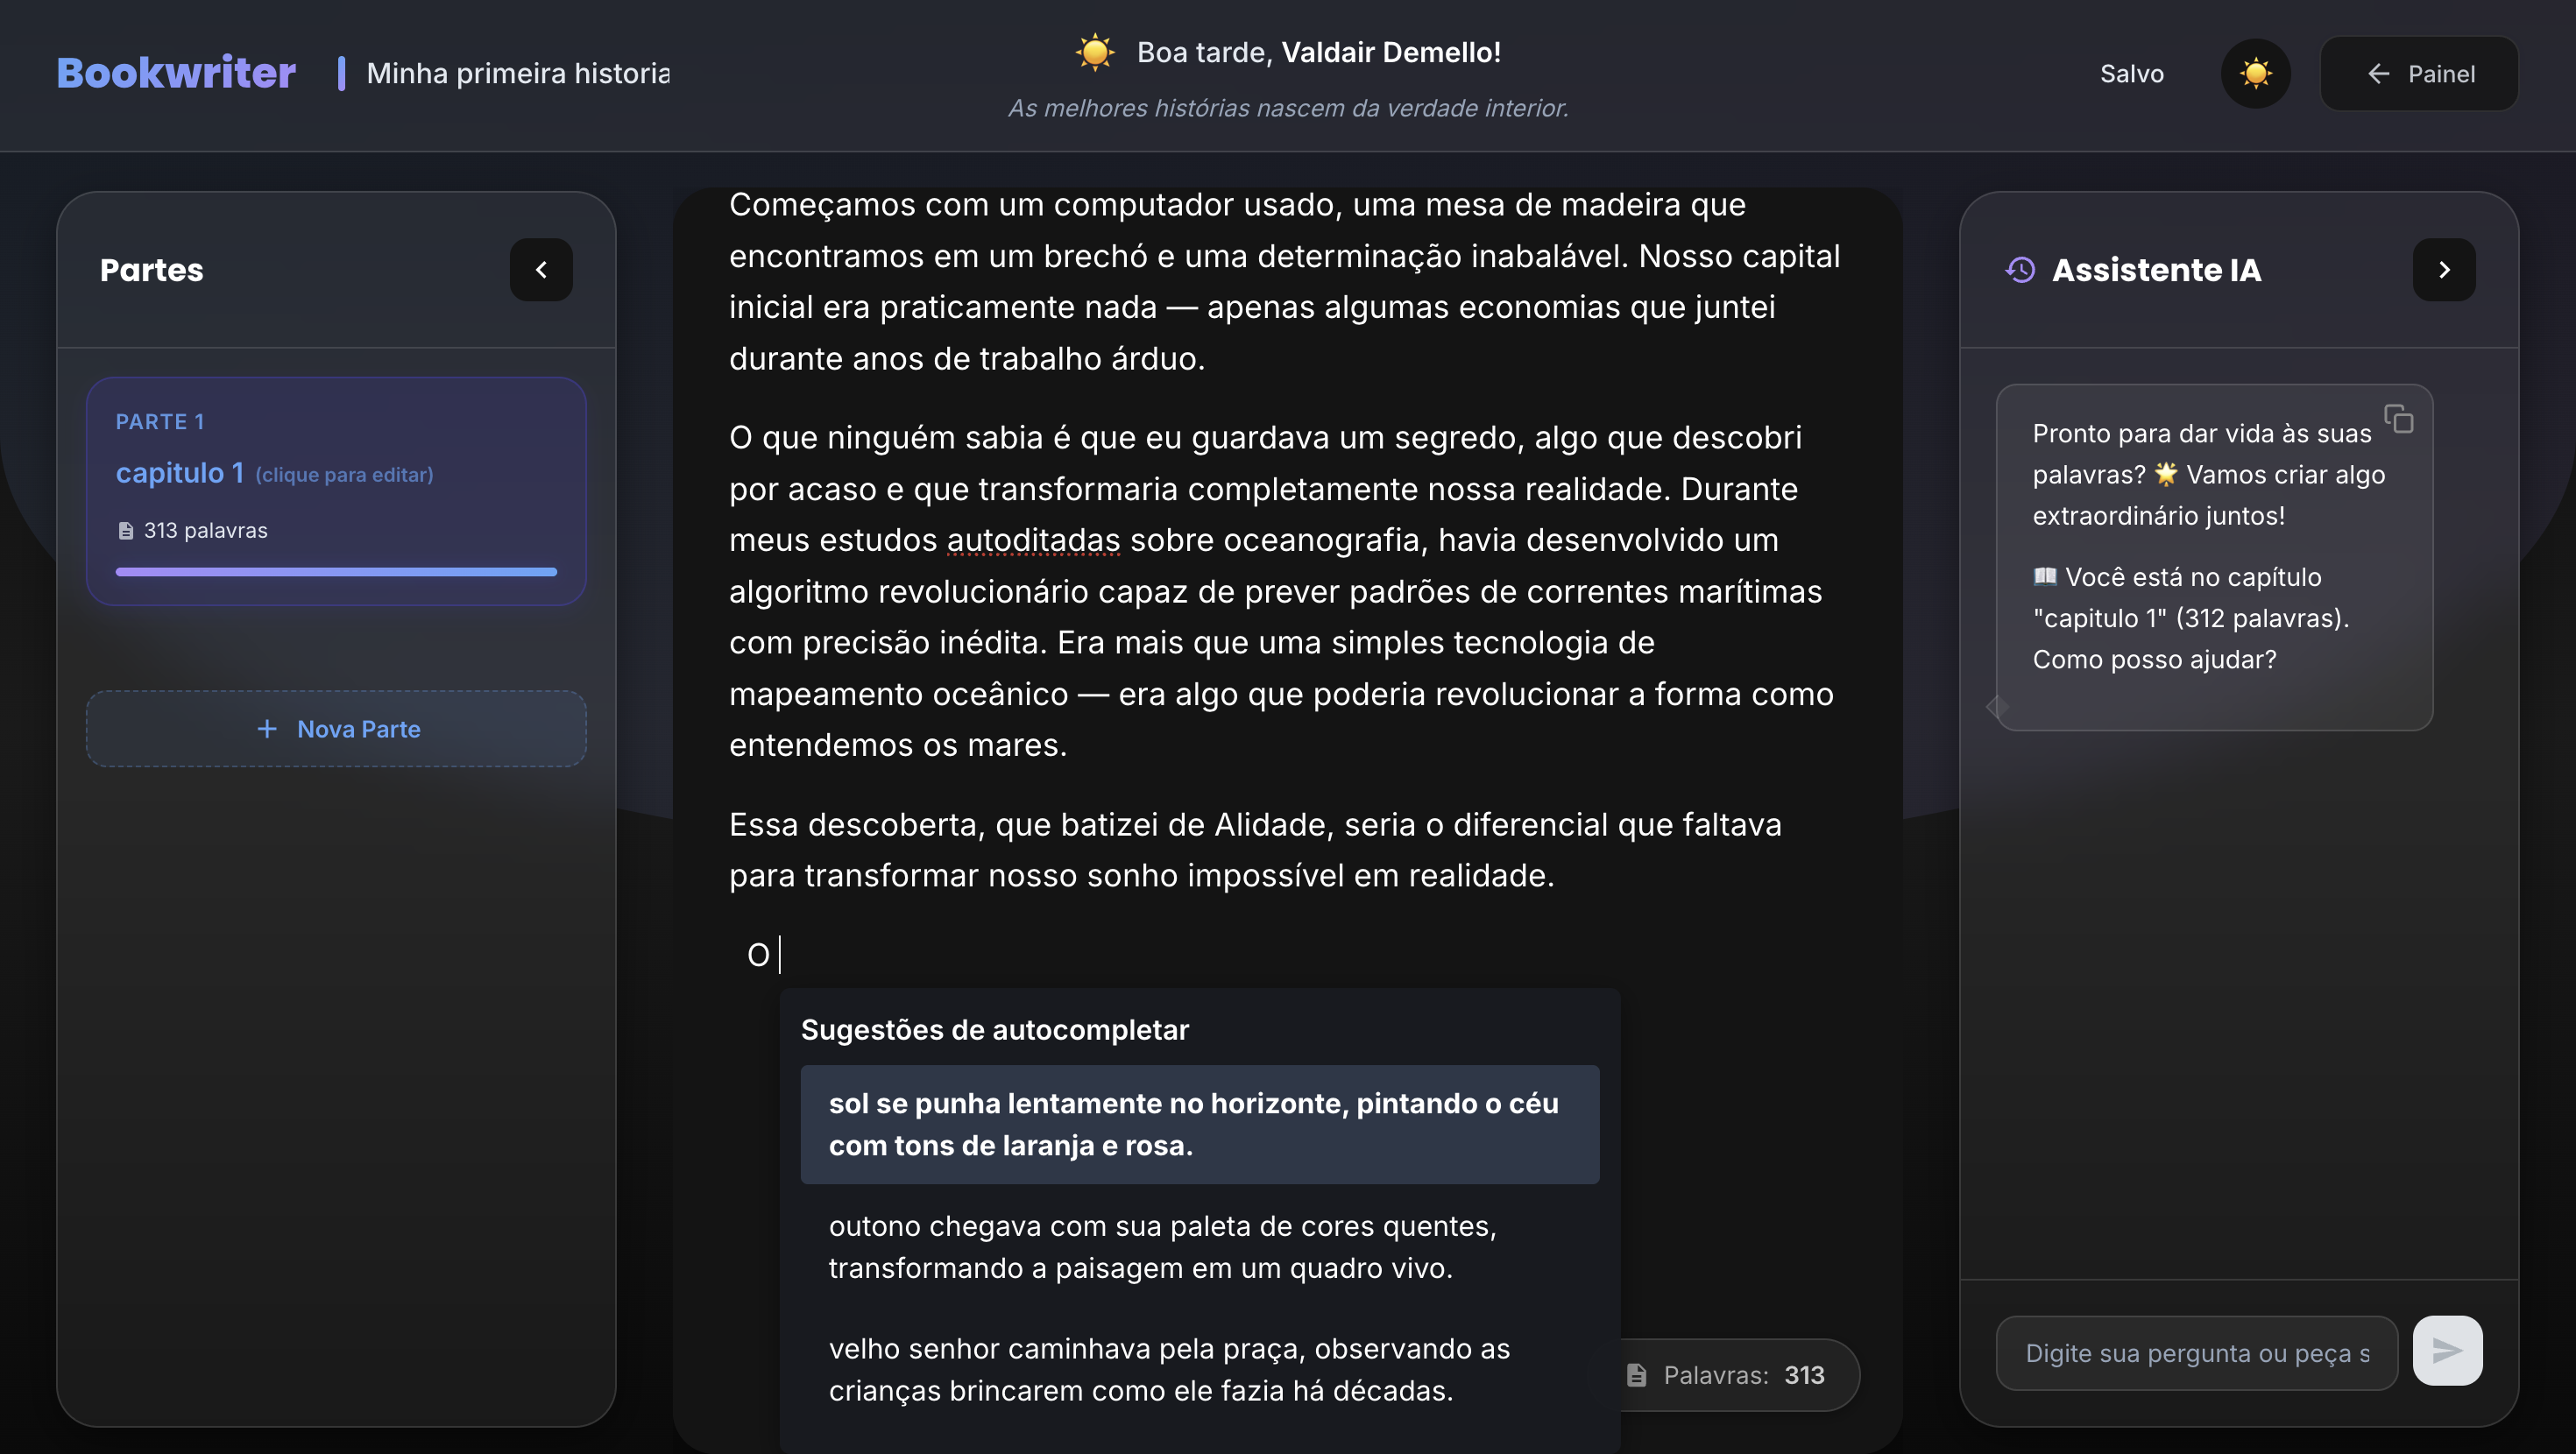 Bookwriter
Minha primeira historia
☀️ Boa tarde, Valdair Demello!
As melhores histórias nascem da verdade interior.
Salvo
← Painel
Partes
PARTE 1
capitulo 1 (clique para editar)
313 palavras
+ Nova Parte
Começamos com um computador usado, uma mesa de madeira que
encontramos em um brechó e uma determinação inabalável. Nosso capital
inicial era praticamente nada — apenas algumas economias que juntei
durante anos de trabalho árduo.
O que ninguém sabia é que eu guardava um segredo, algo que descobri
por acaso e que transformaria completamente nossa realidade. Durante
meus estudos autoditadas sobre oceanografia, havia desenvolvido um
algoritmo revolucionário capaz de prever padrões de correntes marítimas
com precisão inédita. Era mais que uma simples tecnologia de
mapeamento oceânico — era algo que poderia revolucionar a forma como
entendemos os mares.
Essa descoberta, que batizei de Alidade, seria o diferencial que faltava
para transformar nosso sonho impossível em realidade.
O
Sugestões de autocompletar
sol se punha lentamente no horizonte, pintando o céu
com tons de laranja e rosa.
outono chegava com sua paleta de cores quentes,
transformando a paisagem em um quadro vivo.
velho senhor caminhava pela praça, observando as
crianças brincarem como ele fazia há décadas.
Palavras: 313
Assistente IA
Pronto para dar vida às suas
palavras? 🌟 Vamos criar algo
extraordinário juntos!
📖 Você está no capítulo
"capitulo 1" (312 palavras).
Como posso ajudar?
Digite sua pergunta ou peça s